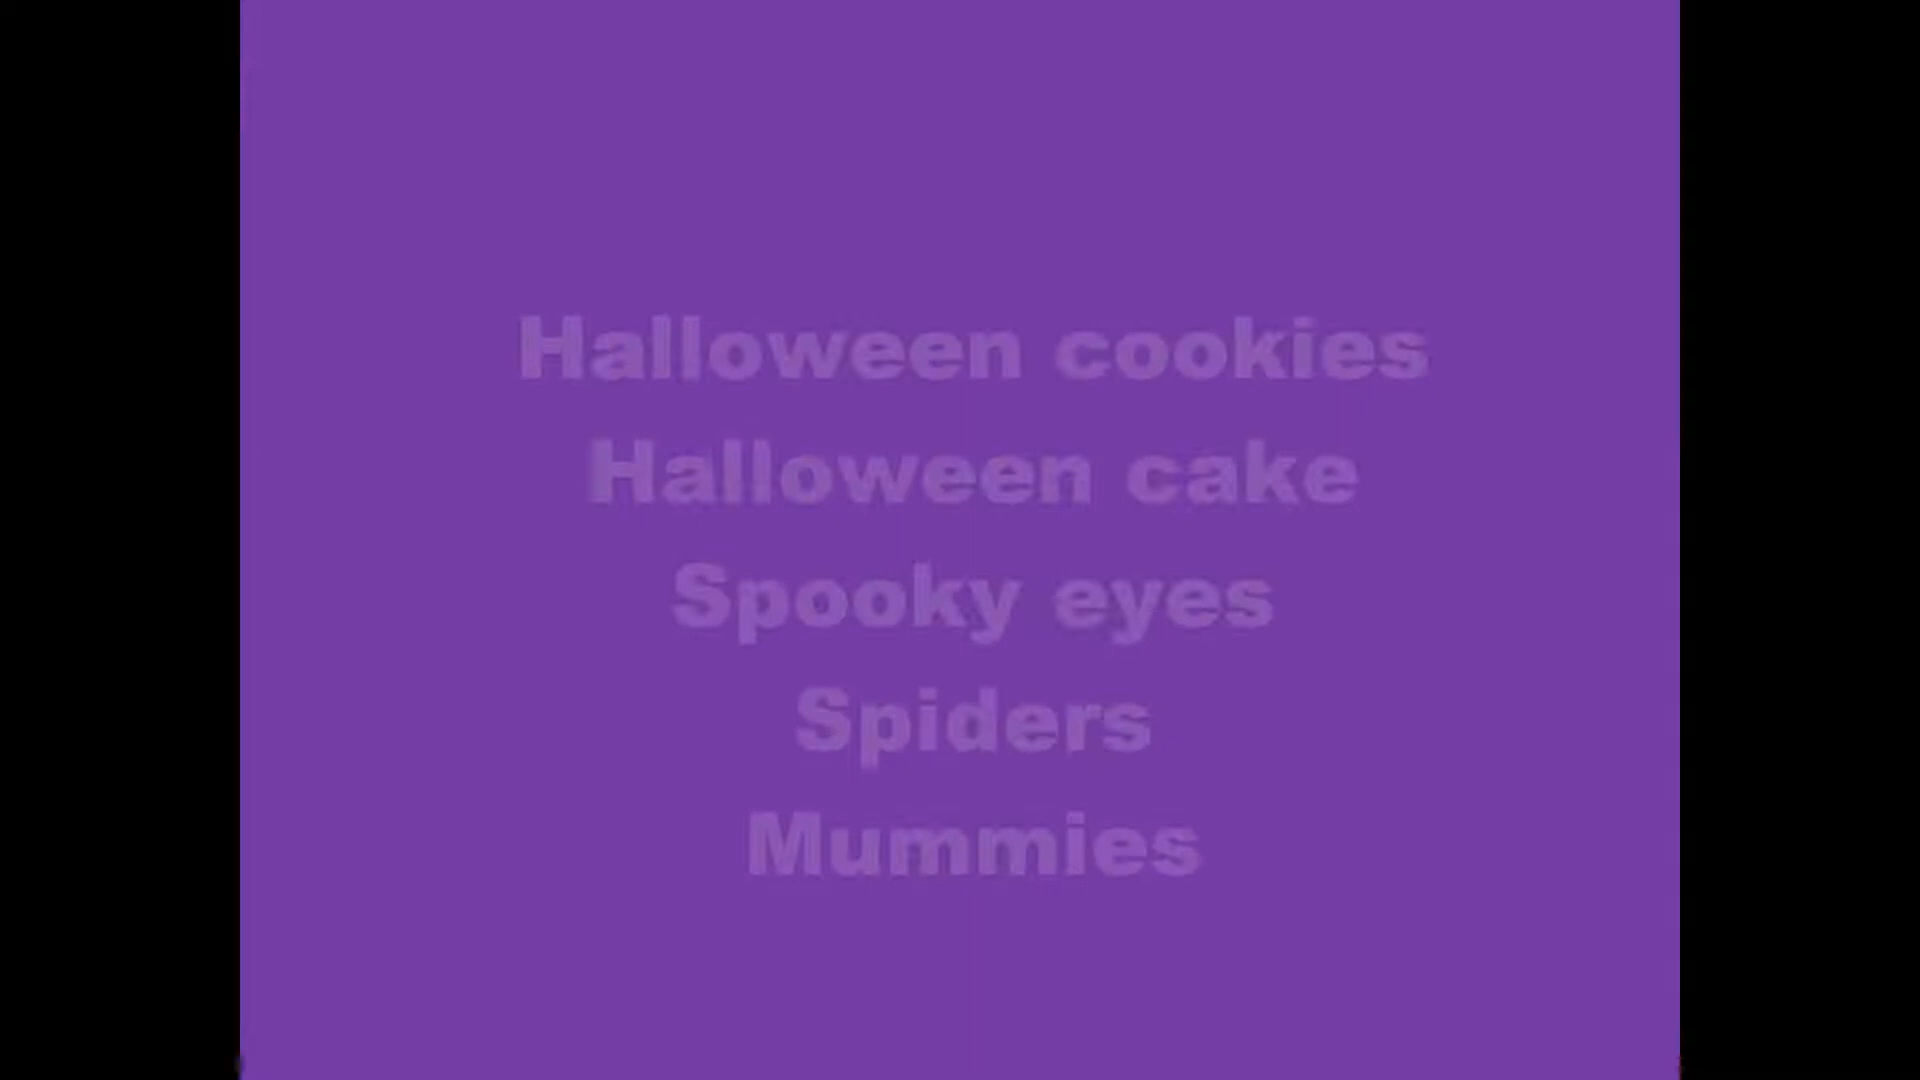 Halloween cookies
Halloween cake
Spooky eyes
Spiders
Mummies